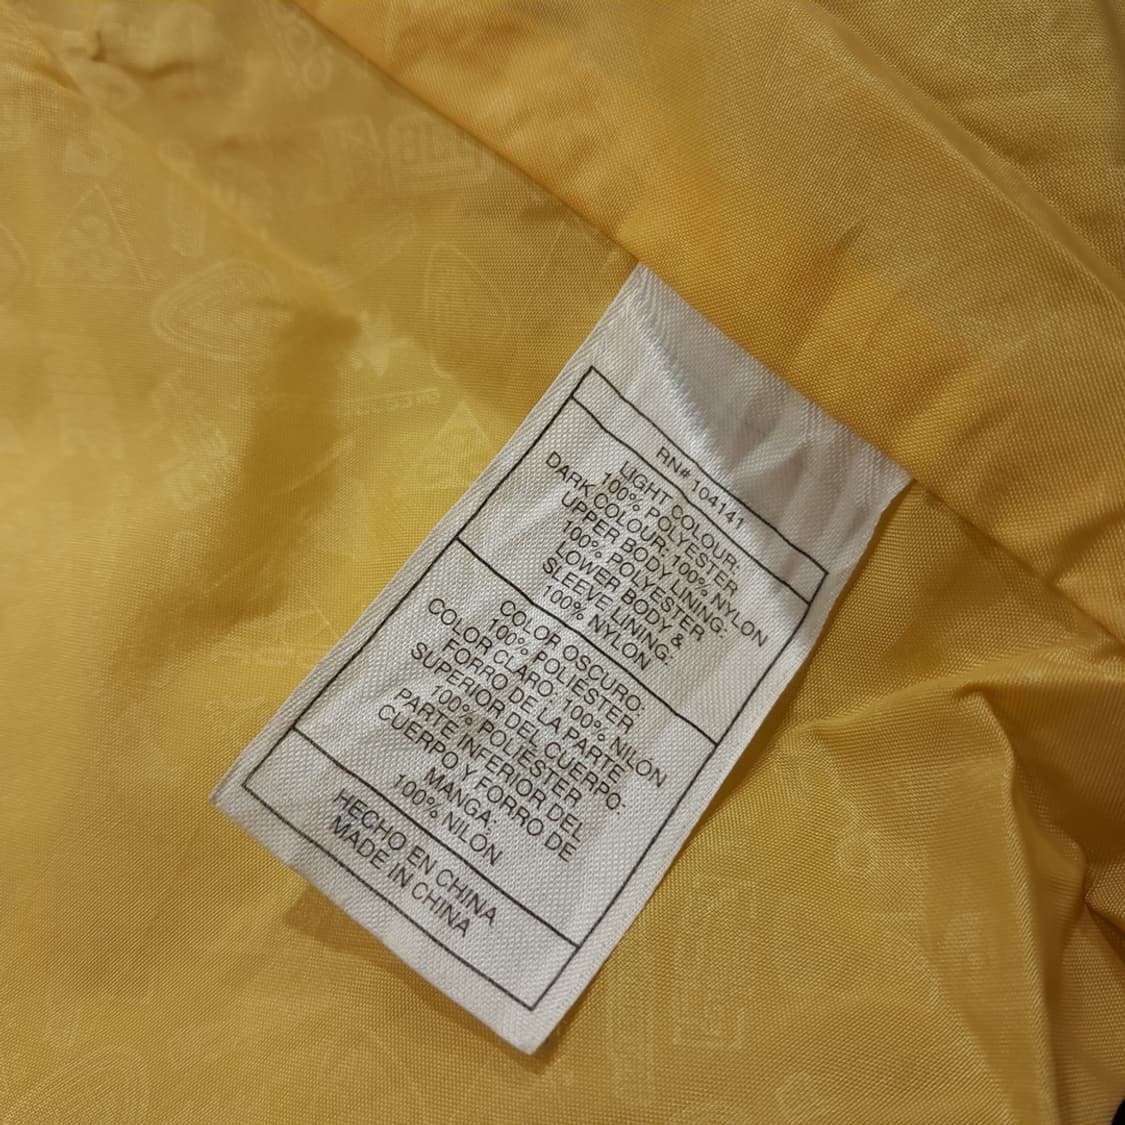 RN# 104141
LIGHT COLOUR:
100% POLYESTER
DARK COLOUR: 100% NYLON
UPPER BODY LINING:
100% POLYESTER
LOWER BODY &
SLEEVE LINING:
100% NYLON
COLOR OSCURO:
100% POLIESTER
COLOR CLARO: 100% NILON
FORRO DE LA PARTE
SUPERIOR DEL CUERPO:
100% POLIESTER
PARTE INFERIOR DEL
CUERPO Y FORRO DE
MANGA:
100% NILON
HECHO EN CHINA
MADE IN CHINA